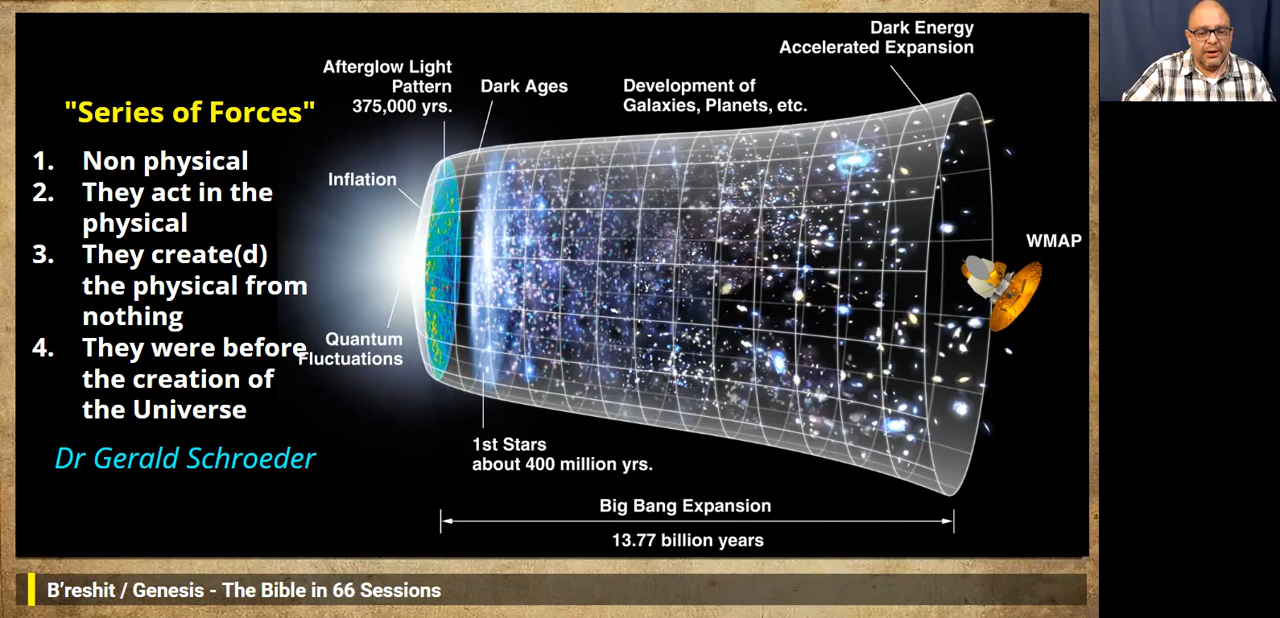 "Series of Forces"
1. Non physical
2. They act in the
physical
3. They create(d)
the physical from
nothing
4. They were before
the creation of
the Universe
Dr Gerald Schroeder
Afterglow Light
Pattern
375,000 yrs.
Dark Ages
Development of
Galaxies, Planets, etc.
Dark Energy
Accelerated Expansion
Inflation
Quantum
Fluctuations
WMAP
1st Stars
about 400 million yrs.
Big Bang Expansion
13.77 billion years
B’reshit / Genesis - The Bible in 66 Sessions